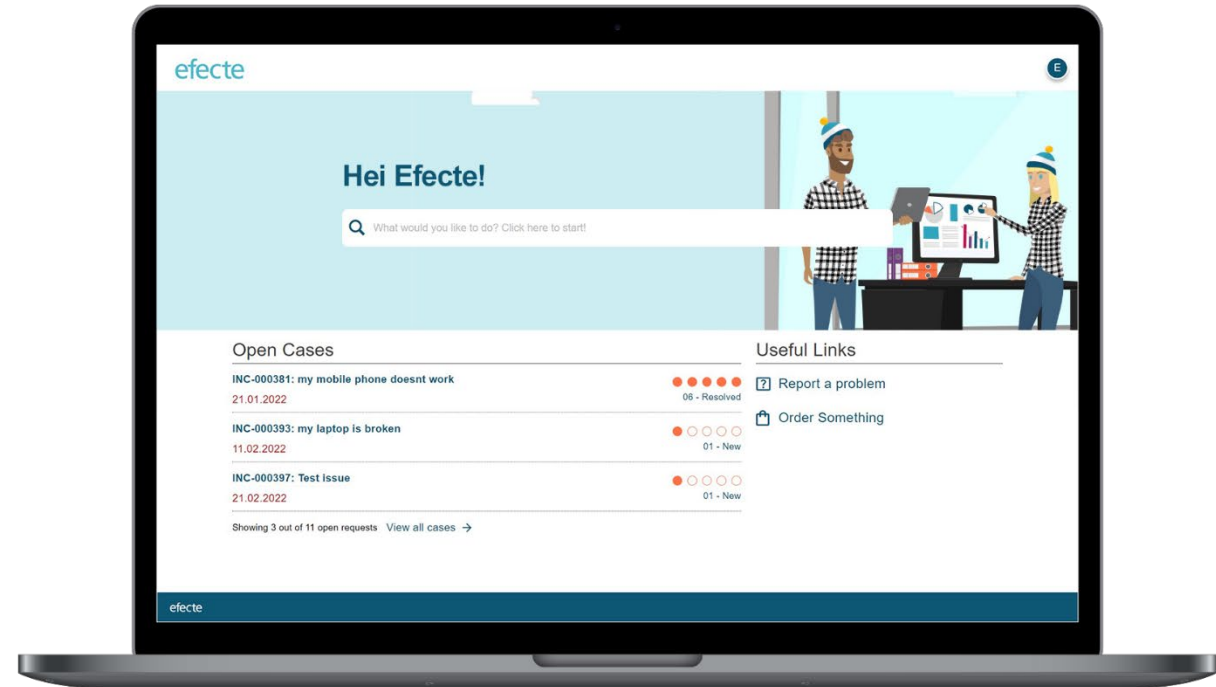 efecte
E
Hei Efecte!
What would you like to do? Click here to start!
Open Cases
INC-000381: my mobile phone doesnt work
21.01.2022
06 - Resolved
INC-000393: my laptop is broken
11.02.2022
01 - New
INC-000397: Test issue
21.02.2022
01 - New
Showing 3 out of 11 open requests View all cases →
Useful Links
Report a problem
Order Something
efecte